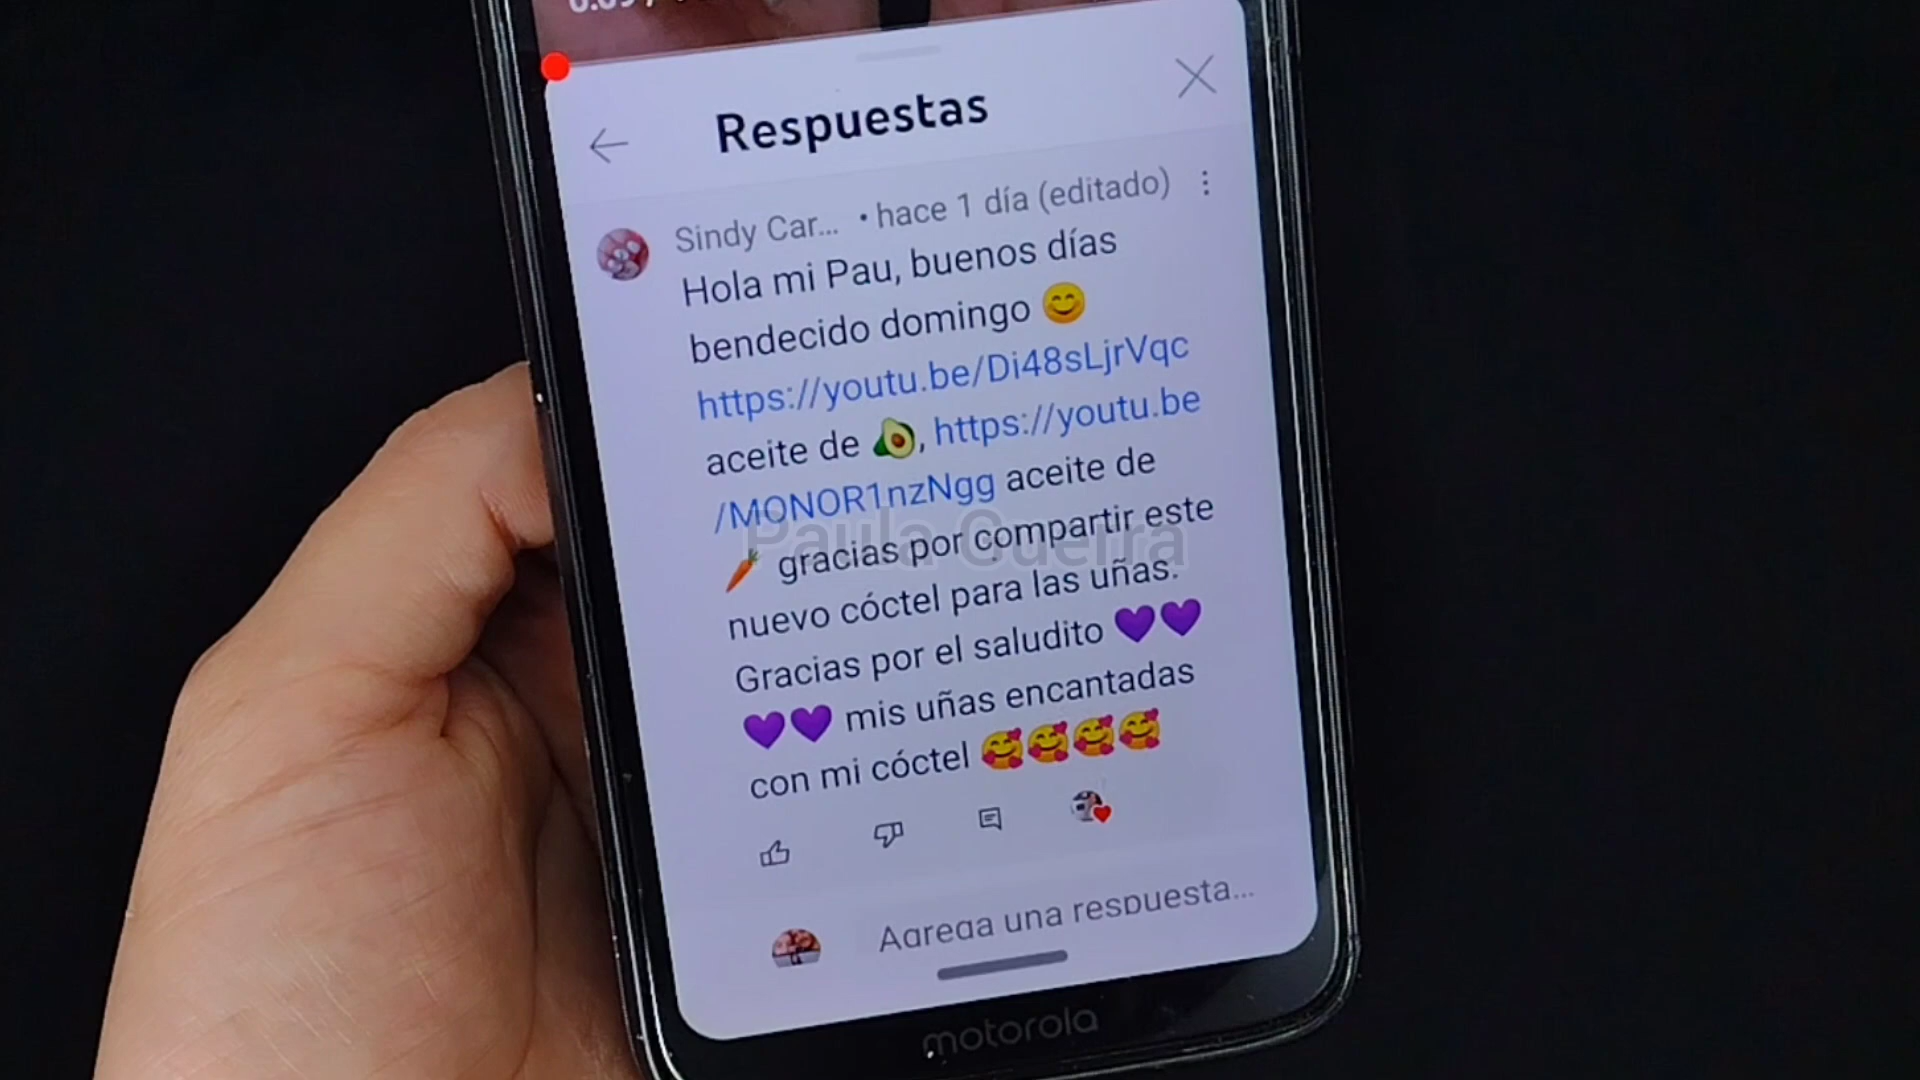 Respuestas
Sindy Car... • hace 1 día (editado)
Hola mi Pau, buenos días
bendecido domingo 😊
https://youtu.be/Di48sLjrVqc
aceite de 🥑, https://youtu.be
/MONOR1nzNgg aceite de
🥕 gracias por compartir este
nuevo cóctel para las uñas.
Gracias por el saludito 💜💜
💜💜 mis uñas encantadas
con mi cóctel 🥰🥰🥰🥰
Agrega una respuesta...
motorola
Paula Guerra